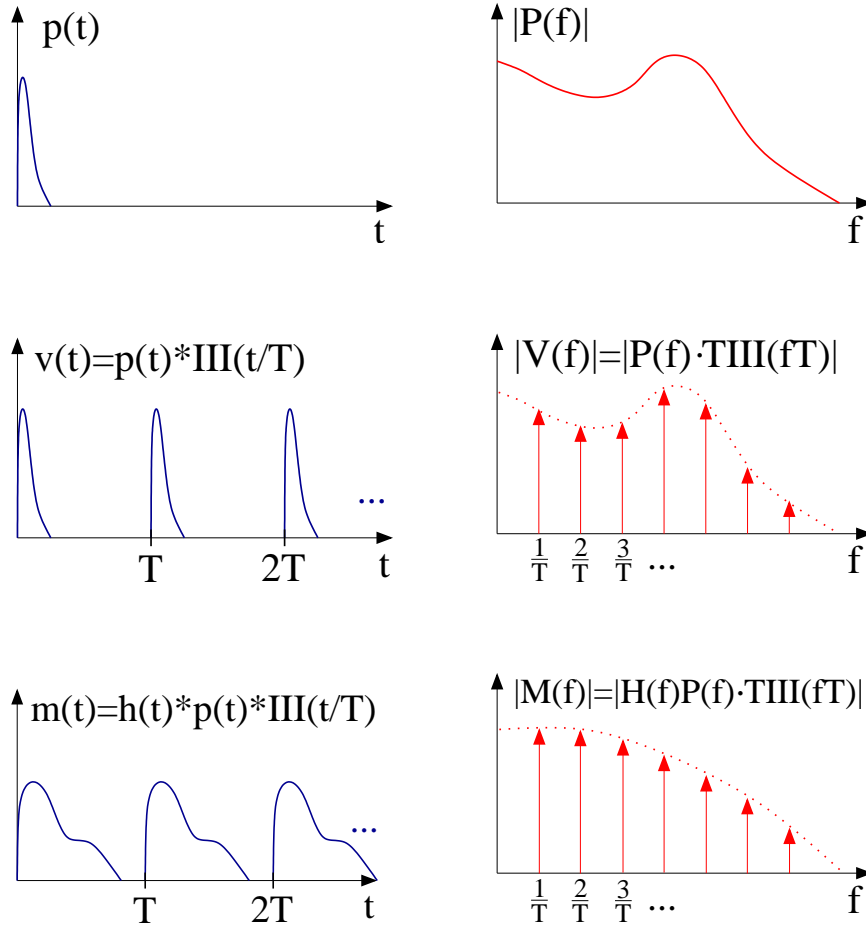 p(t)
t
|P(f)|
f
v(t)=p(t)*III(t/T)
...
T
2T
t
|V(f)|=|P(f)·TIII(fT)|
1/T
2/T
3/T
...
f
m(t)=h(t)*p(t)*III(t/T)
...
T
2T
t
|M(f)|=|H(f)P(f)·TIII(fT)|
1/T
2/T
3/T
...
f